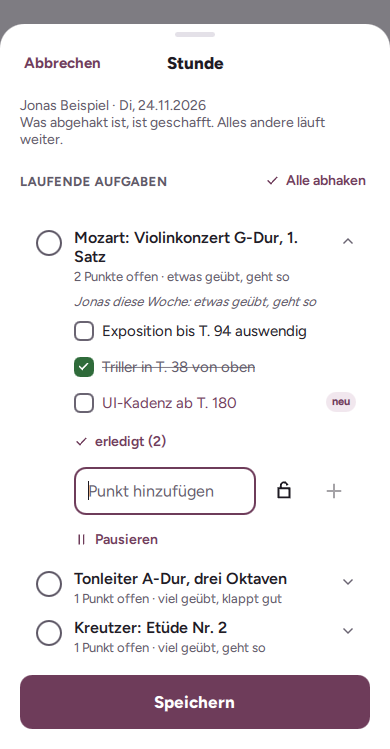 Abbrechen
Stunde
Jonas Beispiel · Di, 24.11.2026
Was abgehakt ist, ist geschafft. Alles andere läuft
weiter.
LAUFENDE AUFGABEN
Alle abhaken
Mozart: Violinkonzert G-Dur, 1.
Satz
2 Punkte offen · etwas geübt, geht so
Jonas diese Woche: etwas geübt, geht so
Exposition bis T. 94 auswendig
Triller in T. 38 von oben
UI-Kadenz ab T. 180
neu
erledigt (2)
Punkt hinzufügen
Pausieren
Tonleiter A-Dur, drei Oktaven
1 Punkt offen · viel geübt, klappt gut
Kreutzer: Etüde Nr. 2
1 Punkt offen · viel geübt, geht so
Speichern